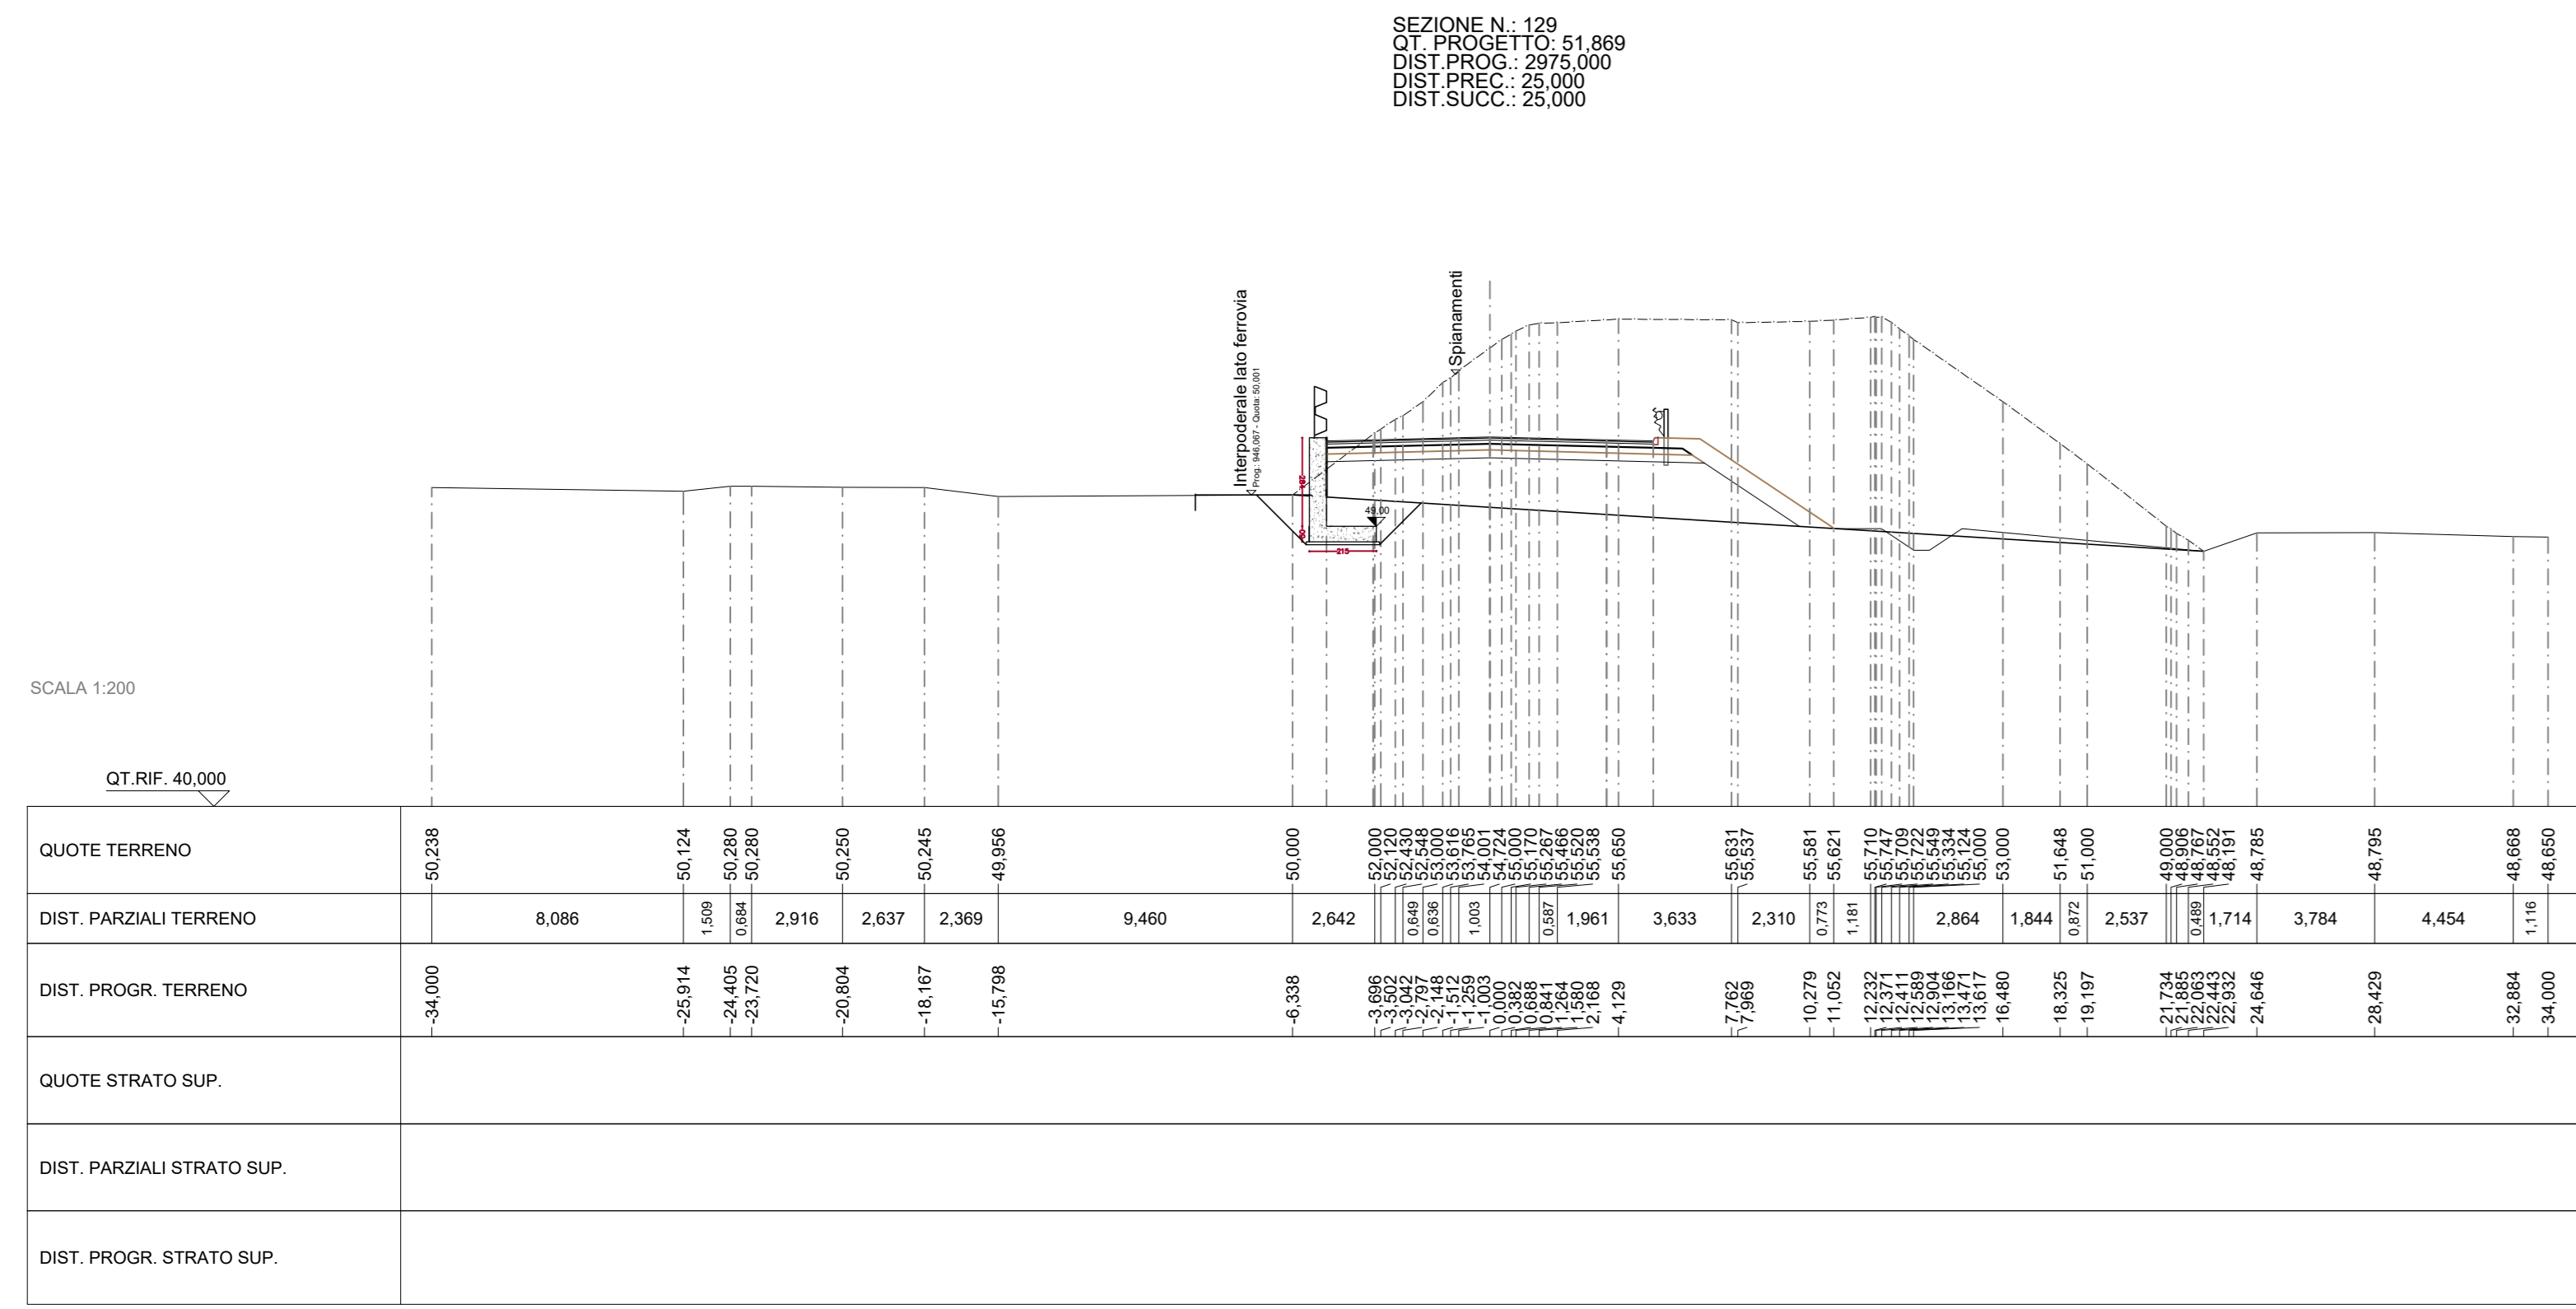 SEZIONE N.: 129
QT. PROGETTO: 51,869
DIST.PROG.: 2975,000
DIST.PREC.: 25,000
DIST.SUCC.: 25,000
Interpoderale lato ferrovia
Prog.: 946,067 - Quota: 50,001
Spianamenti
281
60
215
49.00
SCALA 1:200
QT.RIF. 40,000
QUOTE TERRENO
50,238 50,124 50,280 50,280 50,250 50,245 49,956 50,000 52,000 52,120 52,430 52,548 53,000 53,616 53,765 54,001 54,724 55,000 55,170 55,267 55,466 55,520 55,538 55,650 55,631 55,537 55,581 55,621 55,710 55,747 55,709 55,722 55,549 55,334 55,124 55,000 53,000 51,648 51,000 49,000 48,906 48,767 48,552 48,191 48,785 48,795 48,668 48,650
DIST. PARZIALI TERRENO
8,086 1,509 0,684 2,916 2,637 2,369 9,460 2,642 0,649 0,636 1,003 0,587 1,961 3,633 2,310 0,773 1,181 2,864 1,844 0,872 2,537 0,489 1,714 3,784 4,454 1,116
DIST. PROGR. TERRENO
-34,000 -25,914 -24,405 -23,720 -20,804 -18,167 -15,798 -6,338 -3,696 -3,502 -3,042 -2,797 -2,148 -1,512 -1,259 -1,003 0,000 0,382 0,688 0,841 1,264 1,580 2,168 4,129 7,762 7,969 10,279 11,052 12,232 12,371 12,411 12,589 12,904 13,166 13,471 13,617 16,480 18,325 19,197 21,734 21,885 22,063 22,443 22,932 24,646 28,429 32,884 34,000
QUOTE STRATO SUP.
DIST. PARZIALI STRATO SUP.
DIST. PROGR. STRATO SUP.